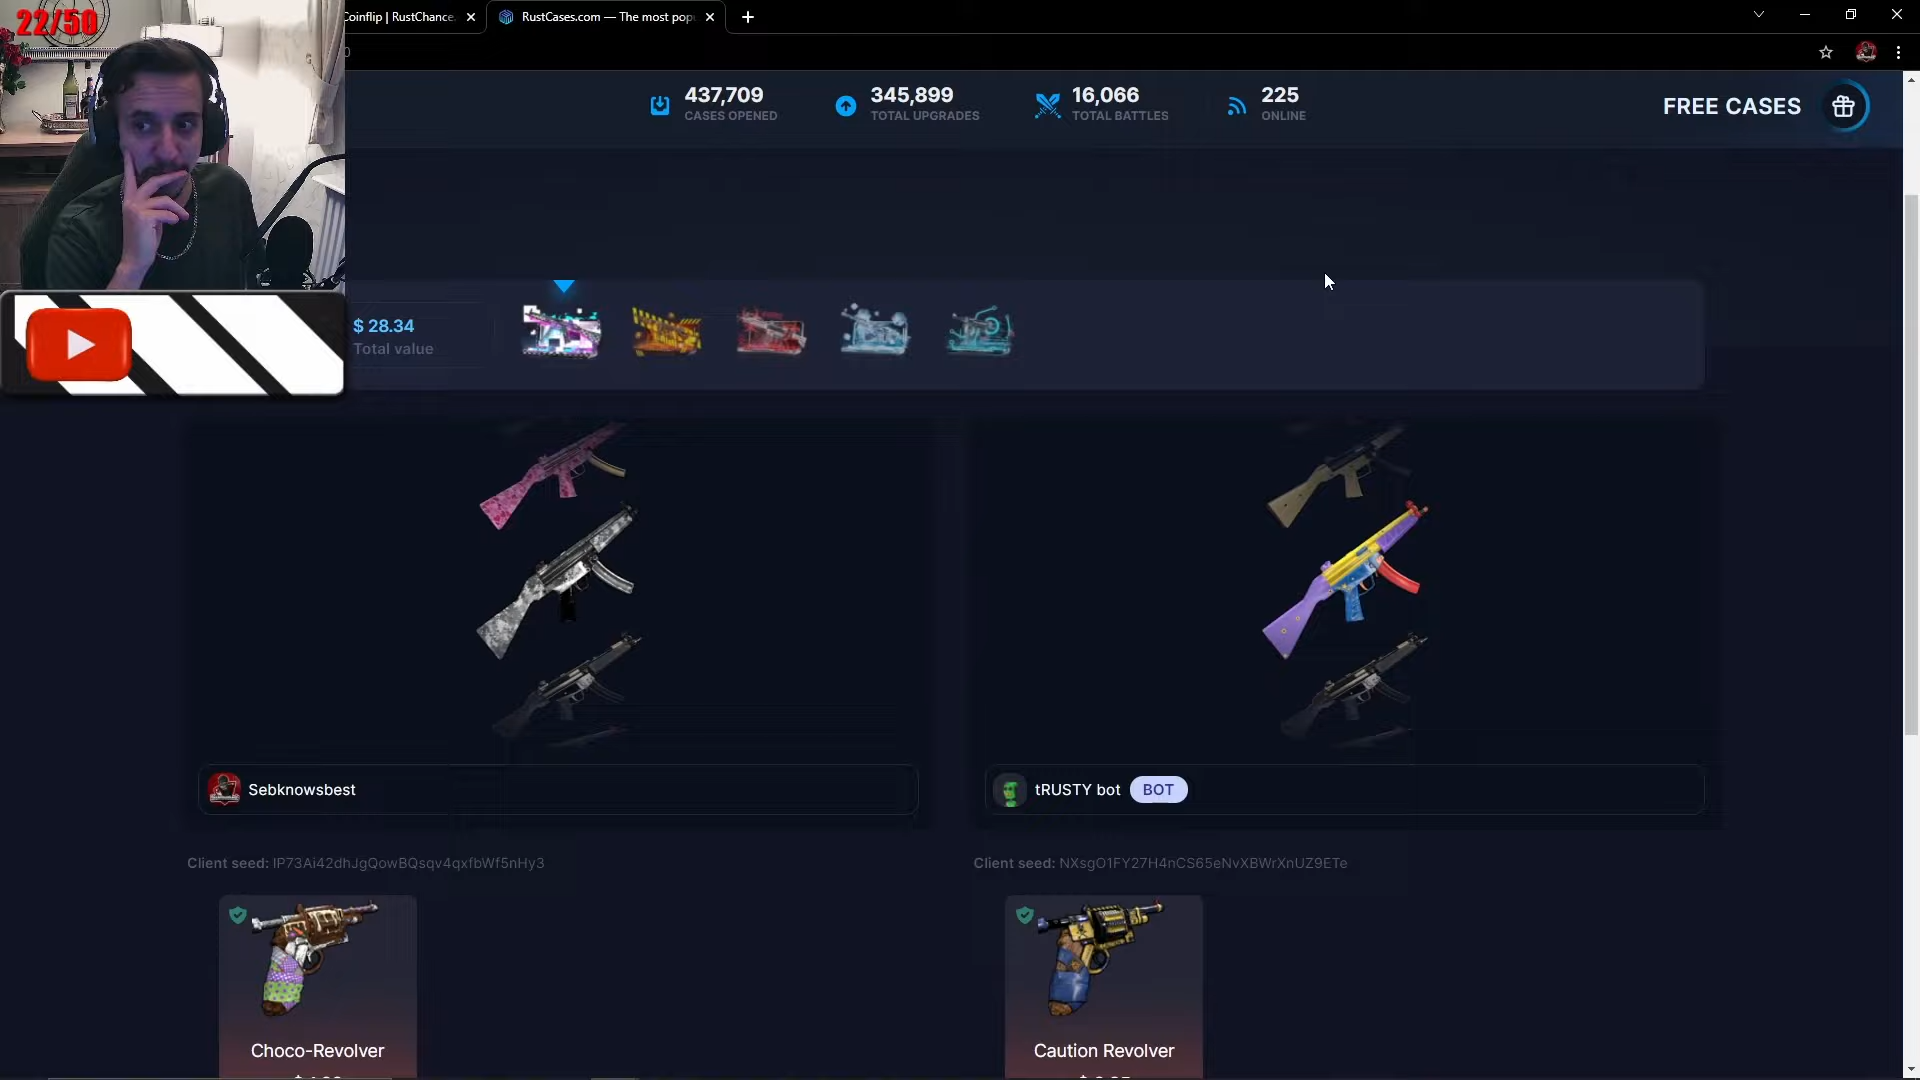 22/50
Coinflip | RustChance.
RustCases.com — The most pop
437,709
CASES OPENED
345,899
TOTAL UPGRADES
16,066
TOTAL BATTLES
225
ONLINE
FREE CASES
$ 28.34
Total value
Sebknowsbest
tRUSTY bot BOT
Client seed: IP73Ai42dhJgQowBQsqv4qxfbWf5nHy3
Client seed: NXsgO1FY27H4nCS65eNvXBWrXnUZ9ETe
Choco-Revolver
Caution Revolver